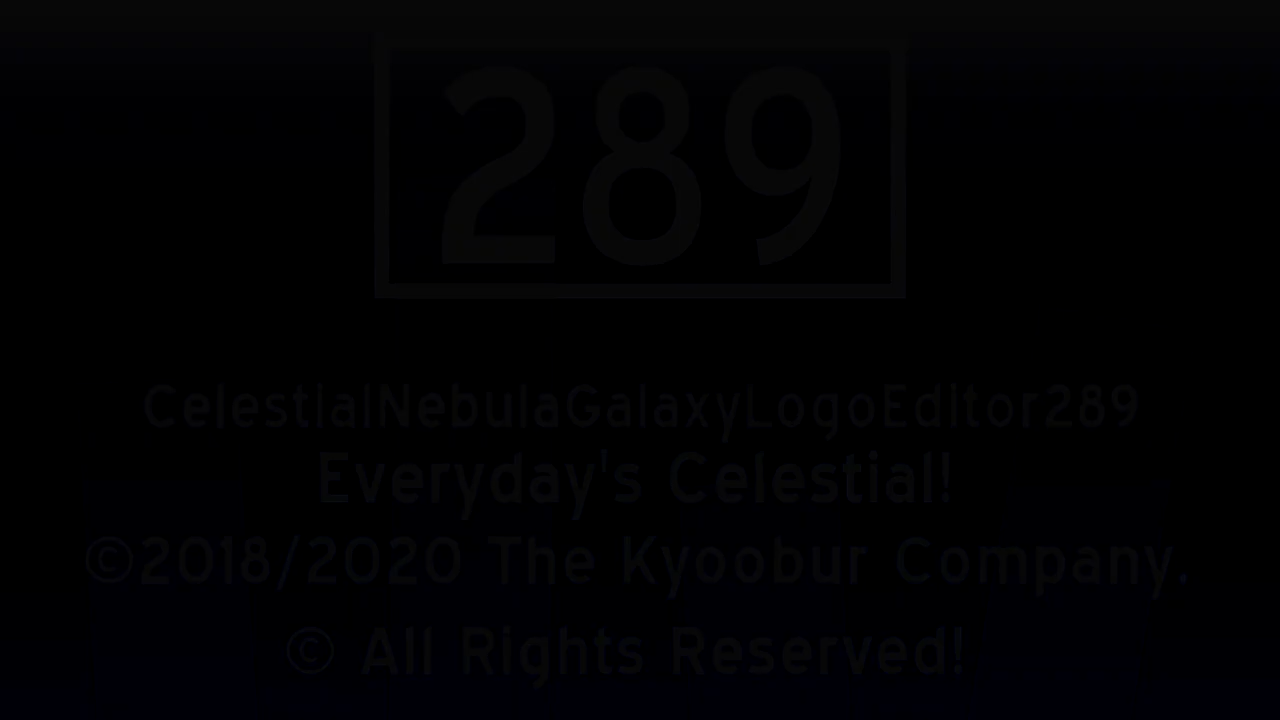 289
CelestialNebulaGalaxyLogoEditor289
Everyday's Celestial!
©2018/2020 The Kyoobur Company.
© All Rights Reserved!